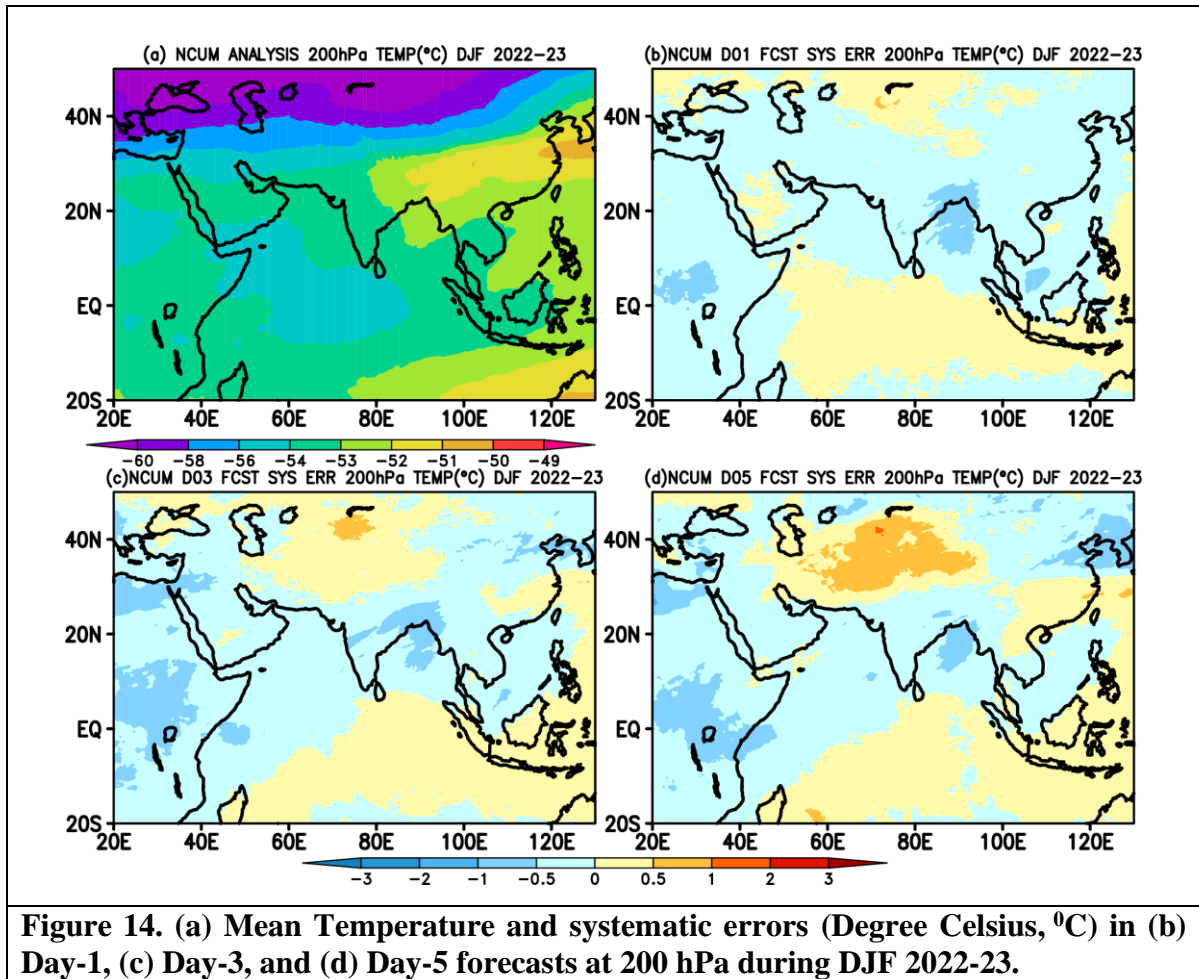 (a) NCUM ANALYSIS 200hPa TEMP(°C) DJF 2022-23
(b)NCUM D01 FCST SYS ERR 200hPa TEMP(°C) DJF 2022-23
40N
20N
EQ
20S
20E 40E 60E 80E 100E 120E
40N
20N
EQ
20S
20E 40E 60E 80E 100E 120E
-60 -58 -56 -54 -53 -52 -51 -50 -49
(c)NCUM D03 FCST SYS ERR 200hPa TEMP(°C) DJF 2022-23
(d)NCUM D05 FCST SYS ERR 200hPa TEMP(°C) DJF 2022-23
40N
20N
EQ
20S
20E 40E 60E 80E 100E 120E
40N
20N
EQ
20S
20E 40E 60E 80E 100E 120E
-3 -2 -1 -0.5 0 0.5 1 2 3
Figure 14. (a) Mean Temperature and systematic errors (Degree Celsius, ⁰C) in (b)
Day-1, (c) Day-3, and (d) Day-5 forecasts at 200 hPa during DJF 2022-23.